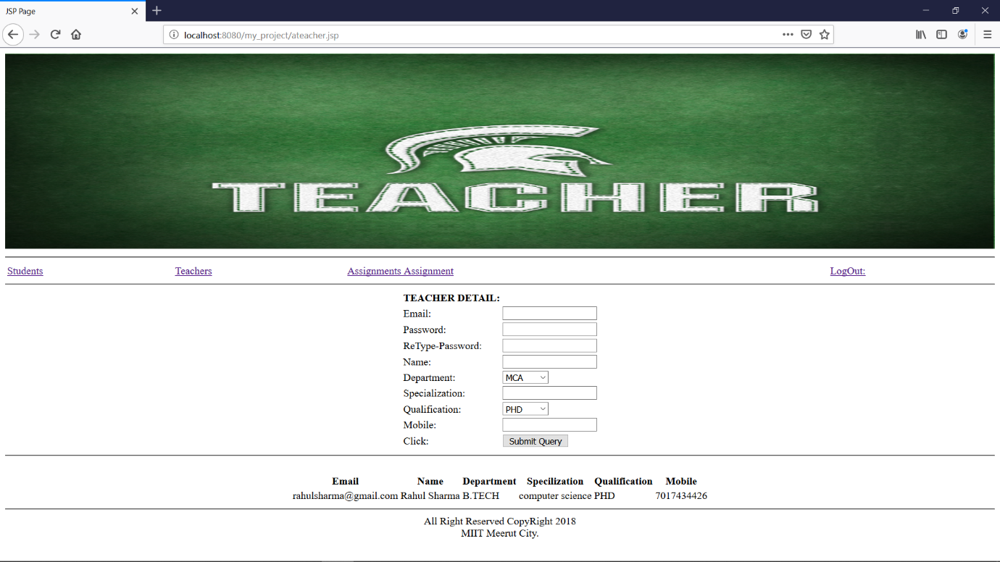 JSP Page
localhost:8080/my_project/ateacher.jsp
TEACHER
Students Teachers Assignments Assignment LogOut:
TEACHER DETAIL:
Email:
Password:
ReType-Password:
Name:
Department: MCA
Specialization:
Qualification: PHD
Mobile:
Click: Submit Query
Email Name Department Specilization Qualification Mobile
rahulsharma@gmail.com Rahul Sharma B.TECH computer science PHD 7017434426
All Right Reserved CopyRight 2018
MIIT Meerut City.